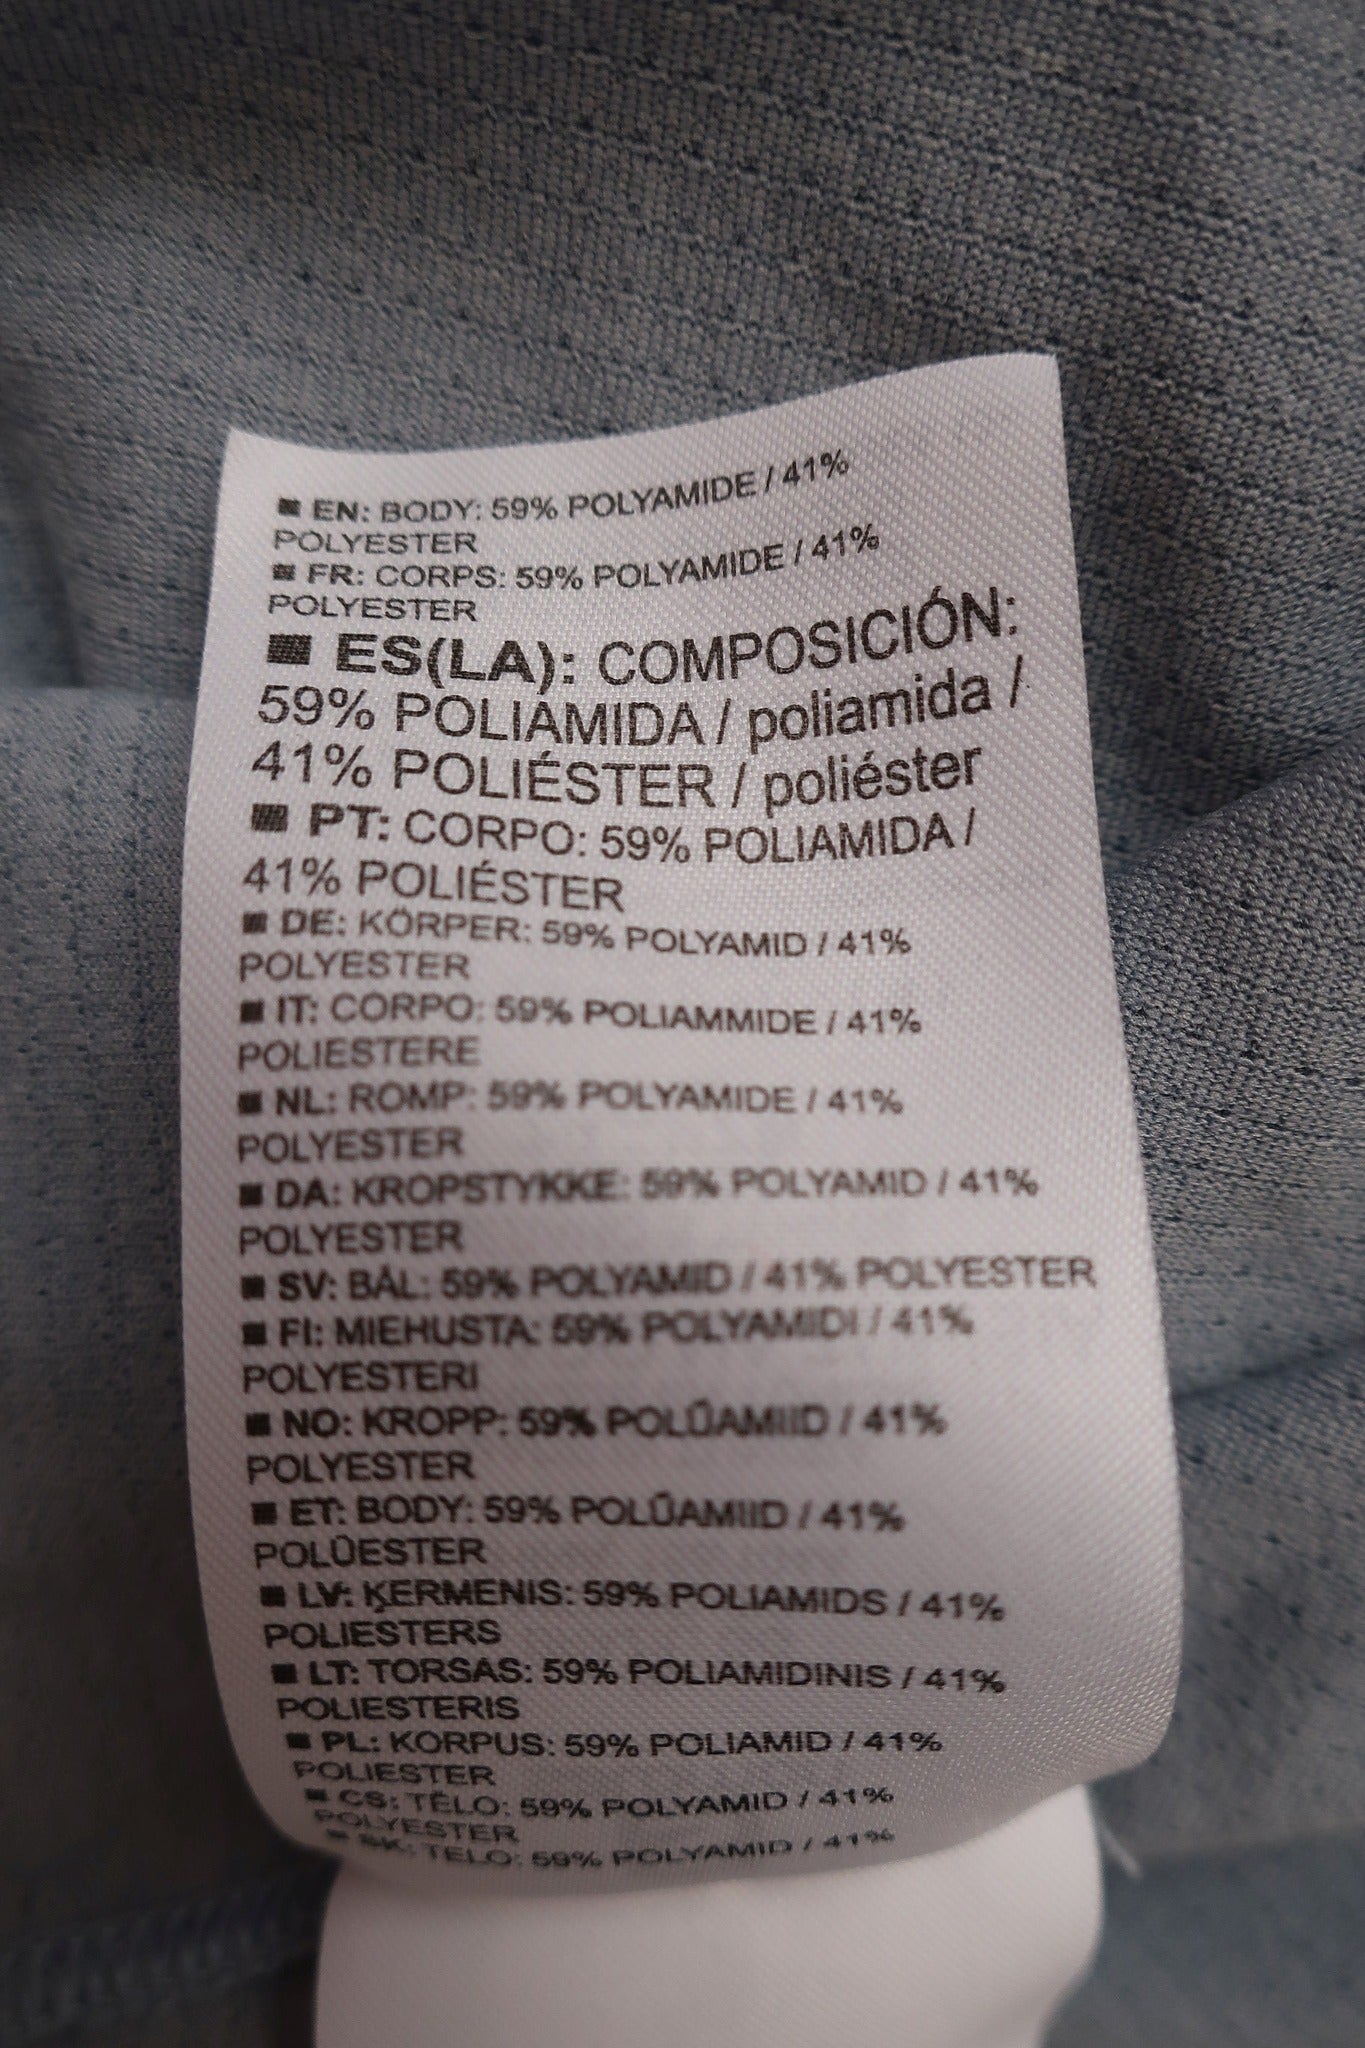 ■ EN: BODY: 59% POLYAMIDE / 41%
POLYESTER
■ FR: CORPS: 59% POLYAMIDE / 41%
POLYESTER
■ ES(LA): COMPOSICIÓN:
59% POLIAMIDA / poliamida /
41% POLIÉSTER / poliéster
■ PT: CORPO: 59% POLIAMIDA /
41% POLIÉSTER
■ DE: KÖRPER: 59% POLYAMID / 41%
POLYESTER
■ IT: CORPO: 59% POLIAMMIDE / 41%
POLIESTERE
■ NL: ROMP: 59% POLYAMIDE / 41%
POLYESTER
■ DA: KROPSTYKKE: 59% POLYAMID / 41%
POLYESTER
■ SV: BÅL: 59% POLYAMID / 41% POLYESTER
■ FI: MIEHUSTA: 59% POLYAMIDI / 41%
POLYESTERI
■ NO: KROPP: 59% POLÜAMIID / 41%
POLYESTER
■ ET: BODY: 59% POLÜAMIID / 41%
POLÜESTER
■ LV: ĶERMENIS: 59% POLIAMIDS / 41%
POLIESTERS
■ LT: TORSAS: 59% POLIAMIDINIS / 41%
POLIESTERIS
■ PL: KORPUS: 59% POLIAMID / 41%
POLIESTER
■ CS: TĚLO: 59% POLYAMID / 41%
POLYESTER
■ SK: TELO: 59% POLYAMID / 41%